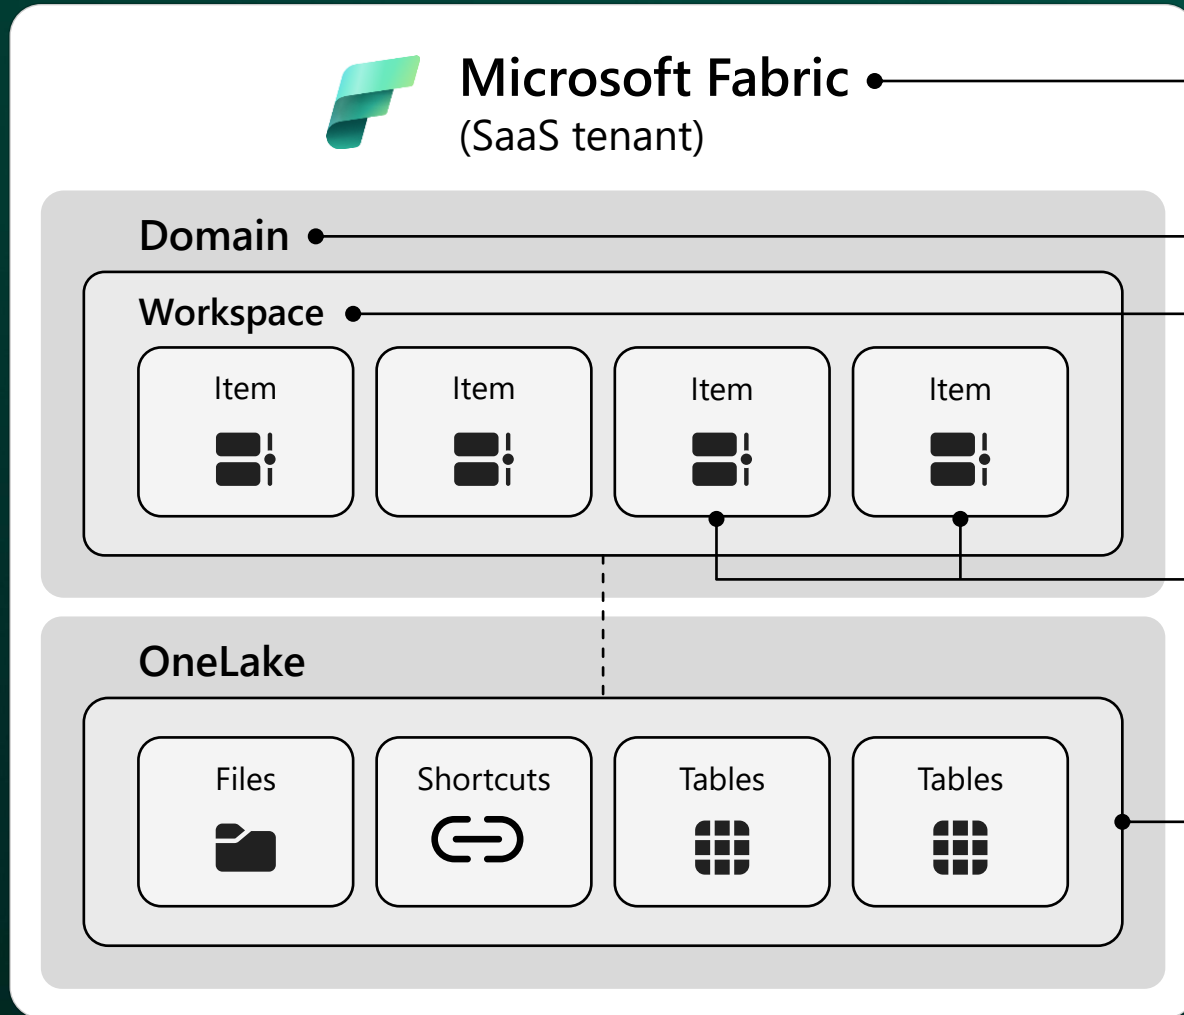 Microsoft Fabric
(SaaS tenant)
Domain
Workspace
Item
Item
Item
Item
OneLake
Files
Shortcuts
Tables
Tables